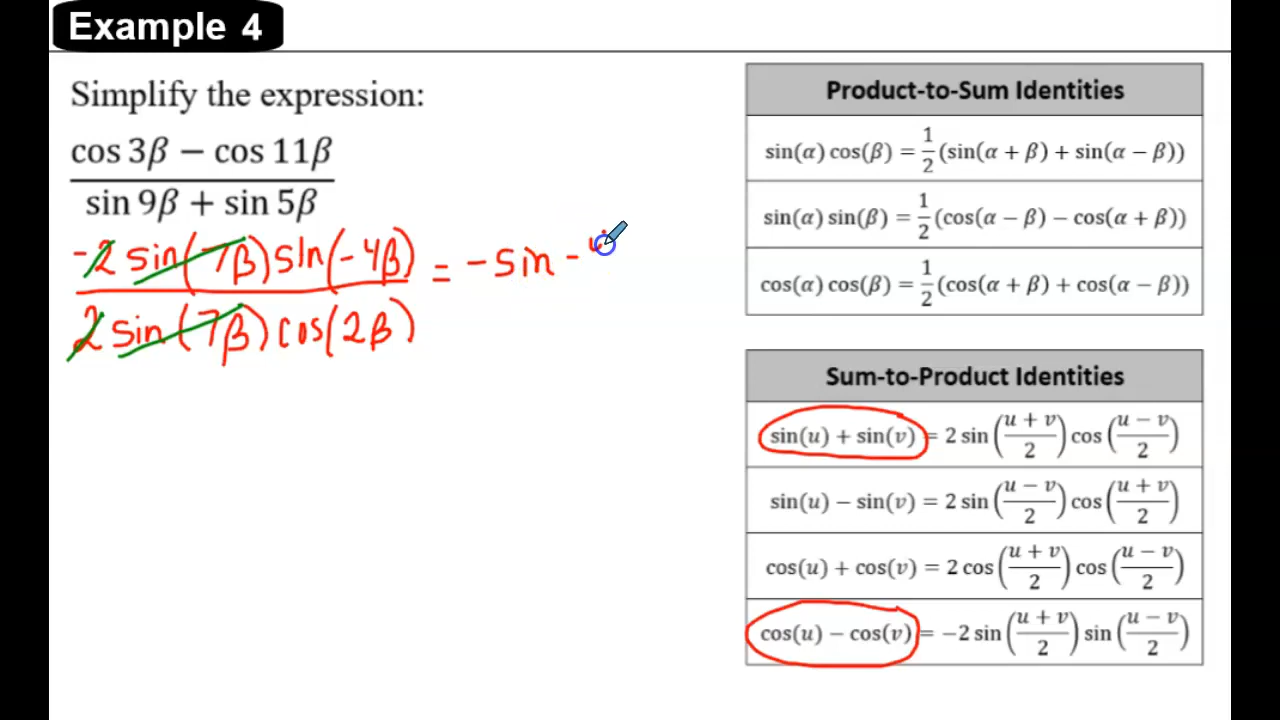 Example 4
Simplify the expression:
cos 3β − cos 11β
sin 9β + sin 5β
-2 sin(7β) sin(-4β) = -sin -4
2 sin(7β) cos(2β)
Product-to-Sum Identities
sin(α) cos(β) = 1/2 (sin(α + β) + sin(α − β))
sin(α) sin(β) = 1/2 (cos(α − β) − cos(α + β))
cos(α) cos(β) = 1/2 (cos(α + β) + cos(α − β))
Sum-to-Product Identities
sin(u) + sin(v) = 2 sin((u + v)/2) cos((u − v)/2)
sin(u) − sin(v) = 2 sin((u − v)/2) cos((u + v)/2)
cos(u) + cos(v) = 2 cos((u + v)/2) cos((u − v)/2)
cos(u) − cos(v) = −2 sin((u + v)/2) sin((u − v)/2)